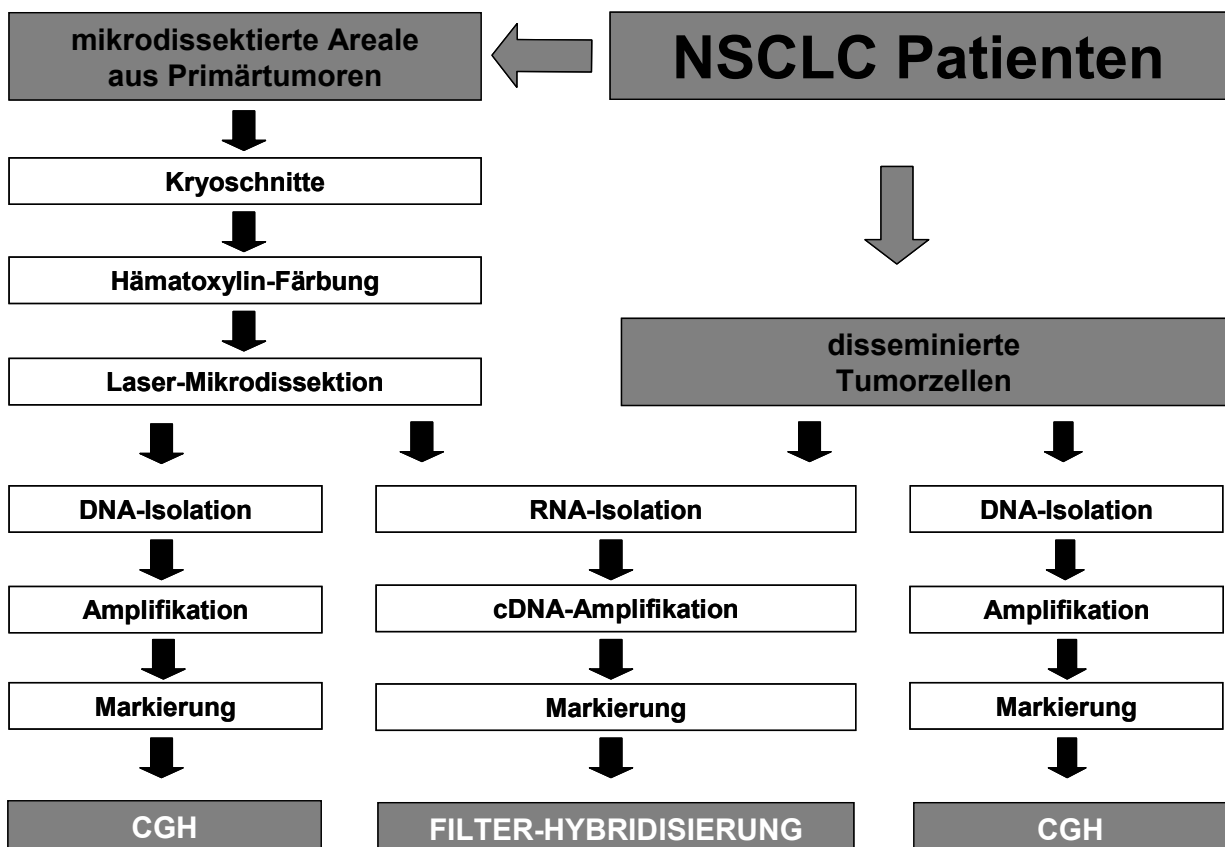 mikrodissektierte Areale
aus Primärtumoren
NSCLC Patienten
Kryoschnitte
Hämatoxylin-Färbung
Laser-Mikrodissektion
disseminierte
Tumorzellen
DNA-Isolation
RNA-Isolation
DNA-Isolation
Amplifikation
cDNA-Amplifikation
Amplifikation
Markierung
Markierung
Markierung
CGH
FILTER-HYBRIDISIERUNG
CGH